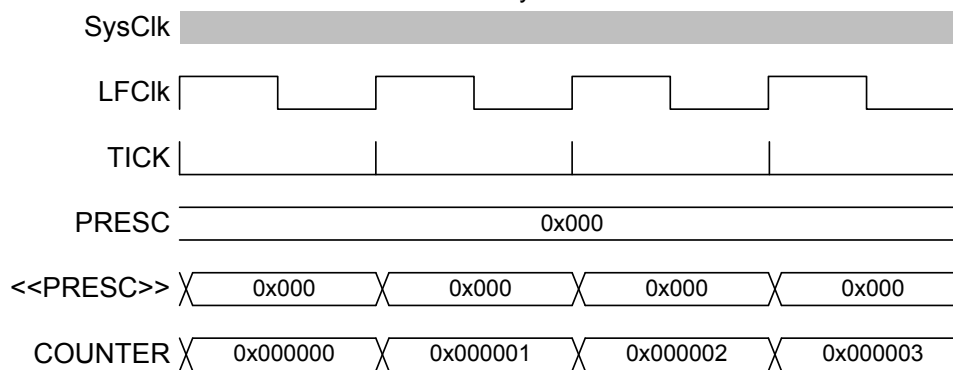 SysClk
LFClk
TICK
PRESC 0x000
<<PRESC>> 0x000 0x000 0x000 0x000
COUNTER 0x000000 0x000001 0x000002 0x000003